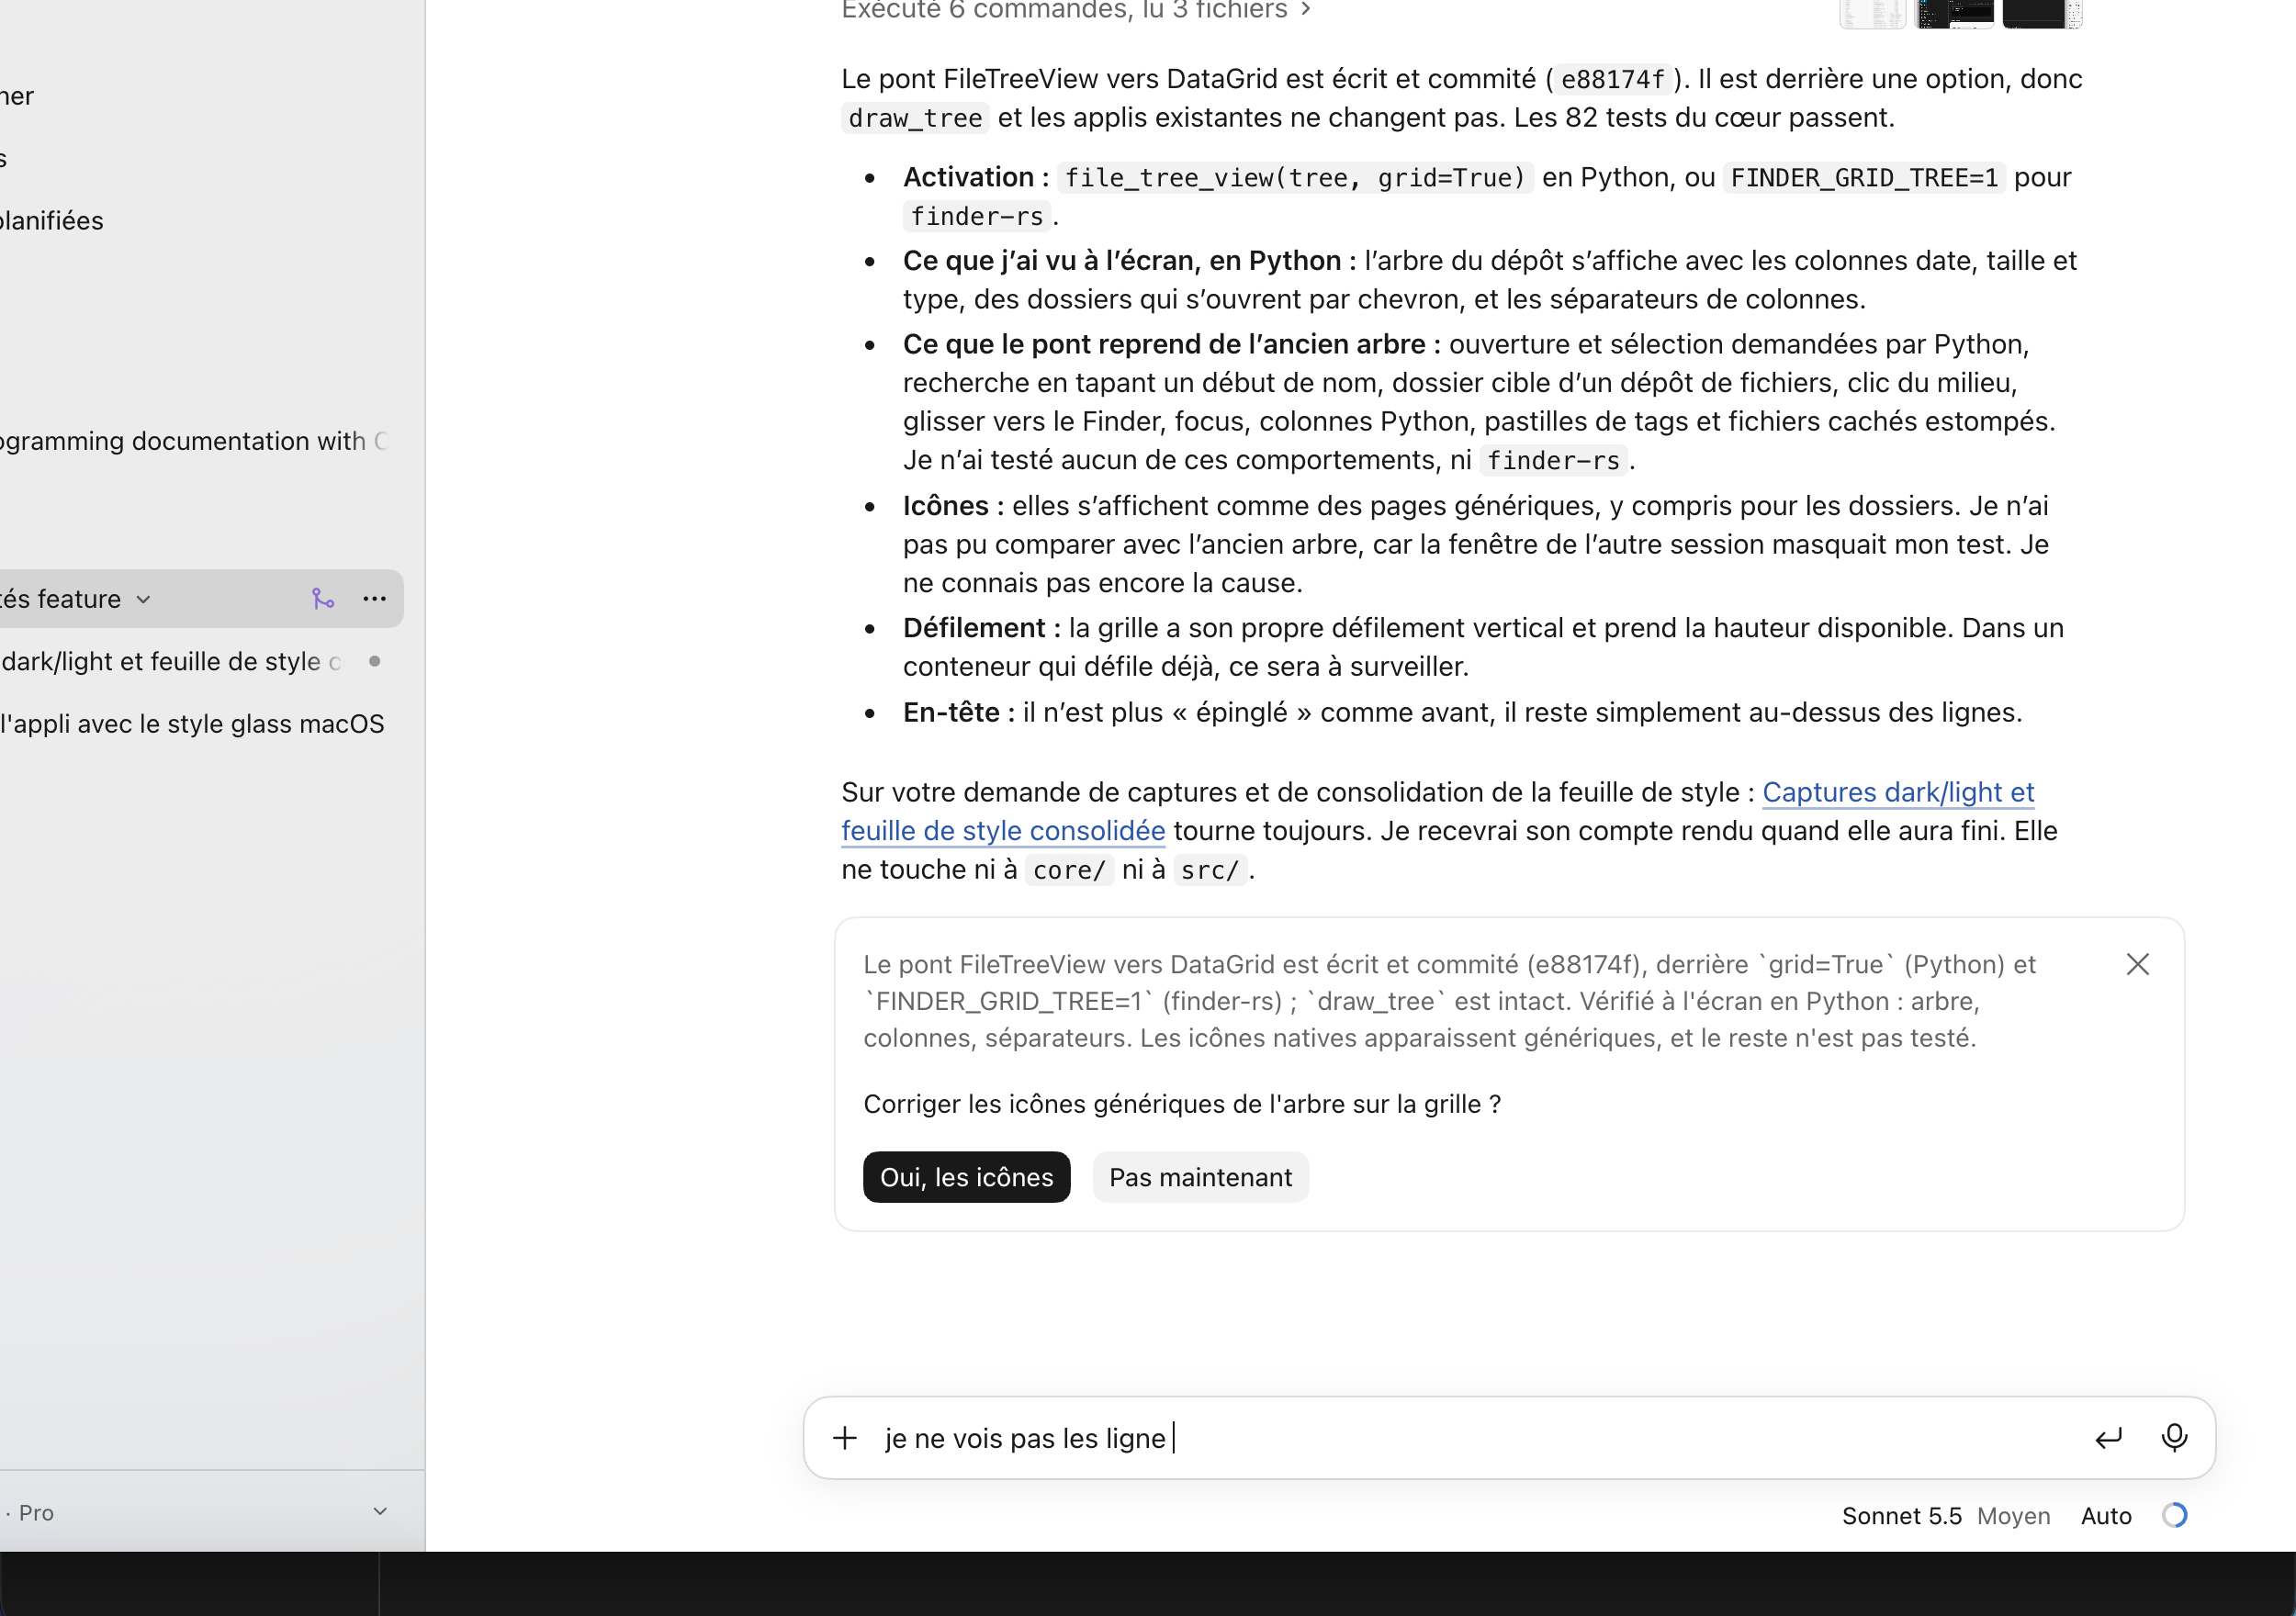 Exécuté 6 commandes, lu 3 fichiers
Le pont FileTreeView vers DataGrid est écrit et commité (e88174f). Il est derrière une option, donc
draw_tree et les applis existantes ne changent pas. Les 82 tests du cœur passent.
Activation : file_tree_view(tree, grid=True) en Python, ou FINDER_GRID_TREE=1 pour
finder-rs.
Ce que j’ai vu à l’écran, en Python : l’arbre du dépôt s’affiche avec les colonnes date, taille et
type, des dossiers qui s’ouvrent par chevron, et les séparateurs de colonnes.
Ce que le pont reprend de l’ancien arbre : ouverture et sélection demandées par Python,
recherche en tapant un début de nom, dossier cible d’un dépôt de fichiers, clic du milieu,
glisser vers le Finder, focus, colonnes Python, pastilles de tags et fichiers cachés estompés.
Je n’ai testé aucun de ces comportements, ni finder-rs.
Icônes : elles s’affichent comme des pages génériques, y compris pour les dossiers. Je n’ai
pas pu comparer avec l’ancien arbre, car la fenêtre de l’autre session masquait mon test. Je
ne connais pas encore la cause.
Défilement : la grille a son propre défilement vertical et prend la hauteur disponible. Dans un
conteneur qui défile déjà, ce sera à surveiller.
En-tête : il n’est plus « épinglé » comme avant, il reste simplement au-dessus des lignes.
Sur votre demande de captures et de consolidation de la feuille de style : Captures dark/light et
feuille de style consolidée tourne toujours. Je recevrai son compte rendu quand elle aura fini. Elle
ne touche ni à core/ ni à src/.
Le pont FileTreeView vers DataGrid est écrit et commité (e88174f), derrière `grid=True` (Python) et
`FINDER_GRID_TREE=1` (finder-rs) ; `draw_tree` est intact. Vérifié à l'écran en Python : arbre,
colonnes, séparateurs. Les icônes natives apparaissent génériques, et le reste n'est pas testé.
Corriger les icônes génériques de l'arbre sur la grille ?
Oui, les icônes
Pas maintenant
je ne vois pas les ligne
Sonnet 5.5 Moyen Auto
ner
s
planifiées
ogramming documentation with C
tés feature
dark/light et feuille de style c
l'appli avec le style glass macOS
· Pro